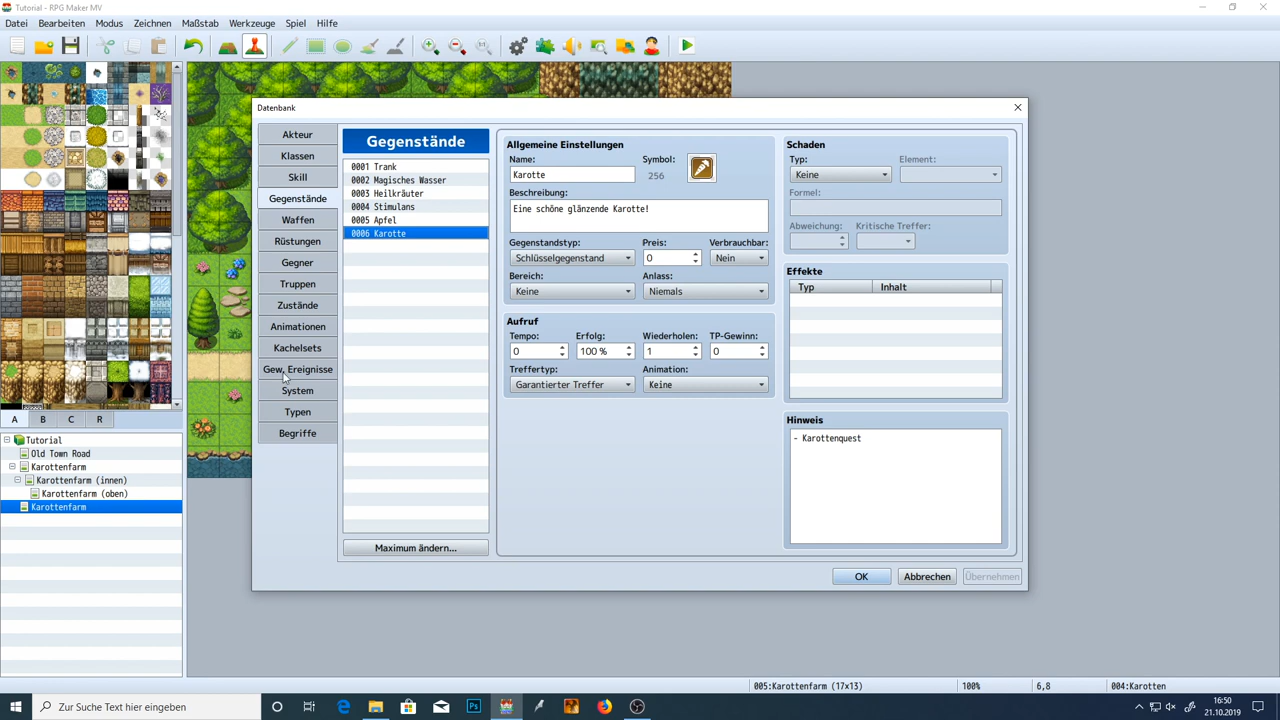 Tutorial - RPG Maker MV
Datei Bearbeiten Modus Zeichnen Maßstab Werkzeuge Spiel Hilfe
1:1
Datenbank
Akteur
Klassen
Skill
Gegenstände
Waffen
Rüstungen
Gegner
Truppen
Zustände
Animationen
Kachelsets
Gew. Ereignisse
System
Typen
Begriffe
Gegenstände
0001 Trank
0002 Magisches Wasser
0003 Heilkräuter
0004 Stimulans
0005 Apfel
0006 Karotte
Maximum ändern...
Allgemeine Einstellungen
Name: Symbol:
Karotte 256
Beschreibung:
Eine schöne glänzende Karotte!
Gegenstandstyp: Preis: Verbrauchbar:
Schlüsselgegenstand 0 Nein
Bereich: Anlass:
Keine Niemals
Aufruf
Tempo: Erfolg: Wiederholen: TP-Gewinn:
0 100 % 1 0
Treffertyp: Animation:
Garantierter Treffer Keine
Schaden
Typ: Element:
Keine
Formel:
Abweichung: Kritische Treffer:
Effekte
Typ Inhalt
Hinweis
- Karottenquest
OK Abbrechen Übernehmen
A B C R
Tutorial
Old Town Road
Karottenfarm
Karottenfarm (innen)
Karottenfarm (oben)
Karottenfarm
005:Karottenfarm (17×13) 100% 6,8 004:Karotten
Zur Suche Text hier eingeben
Ps
16:50
21.10.2019